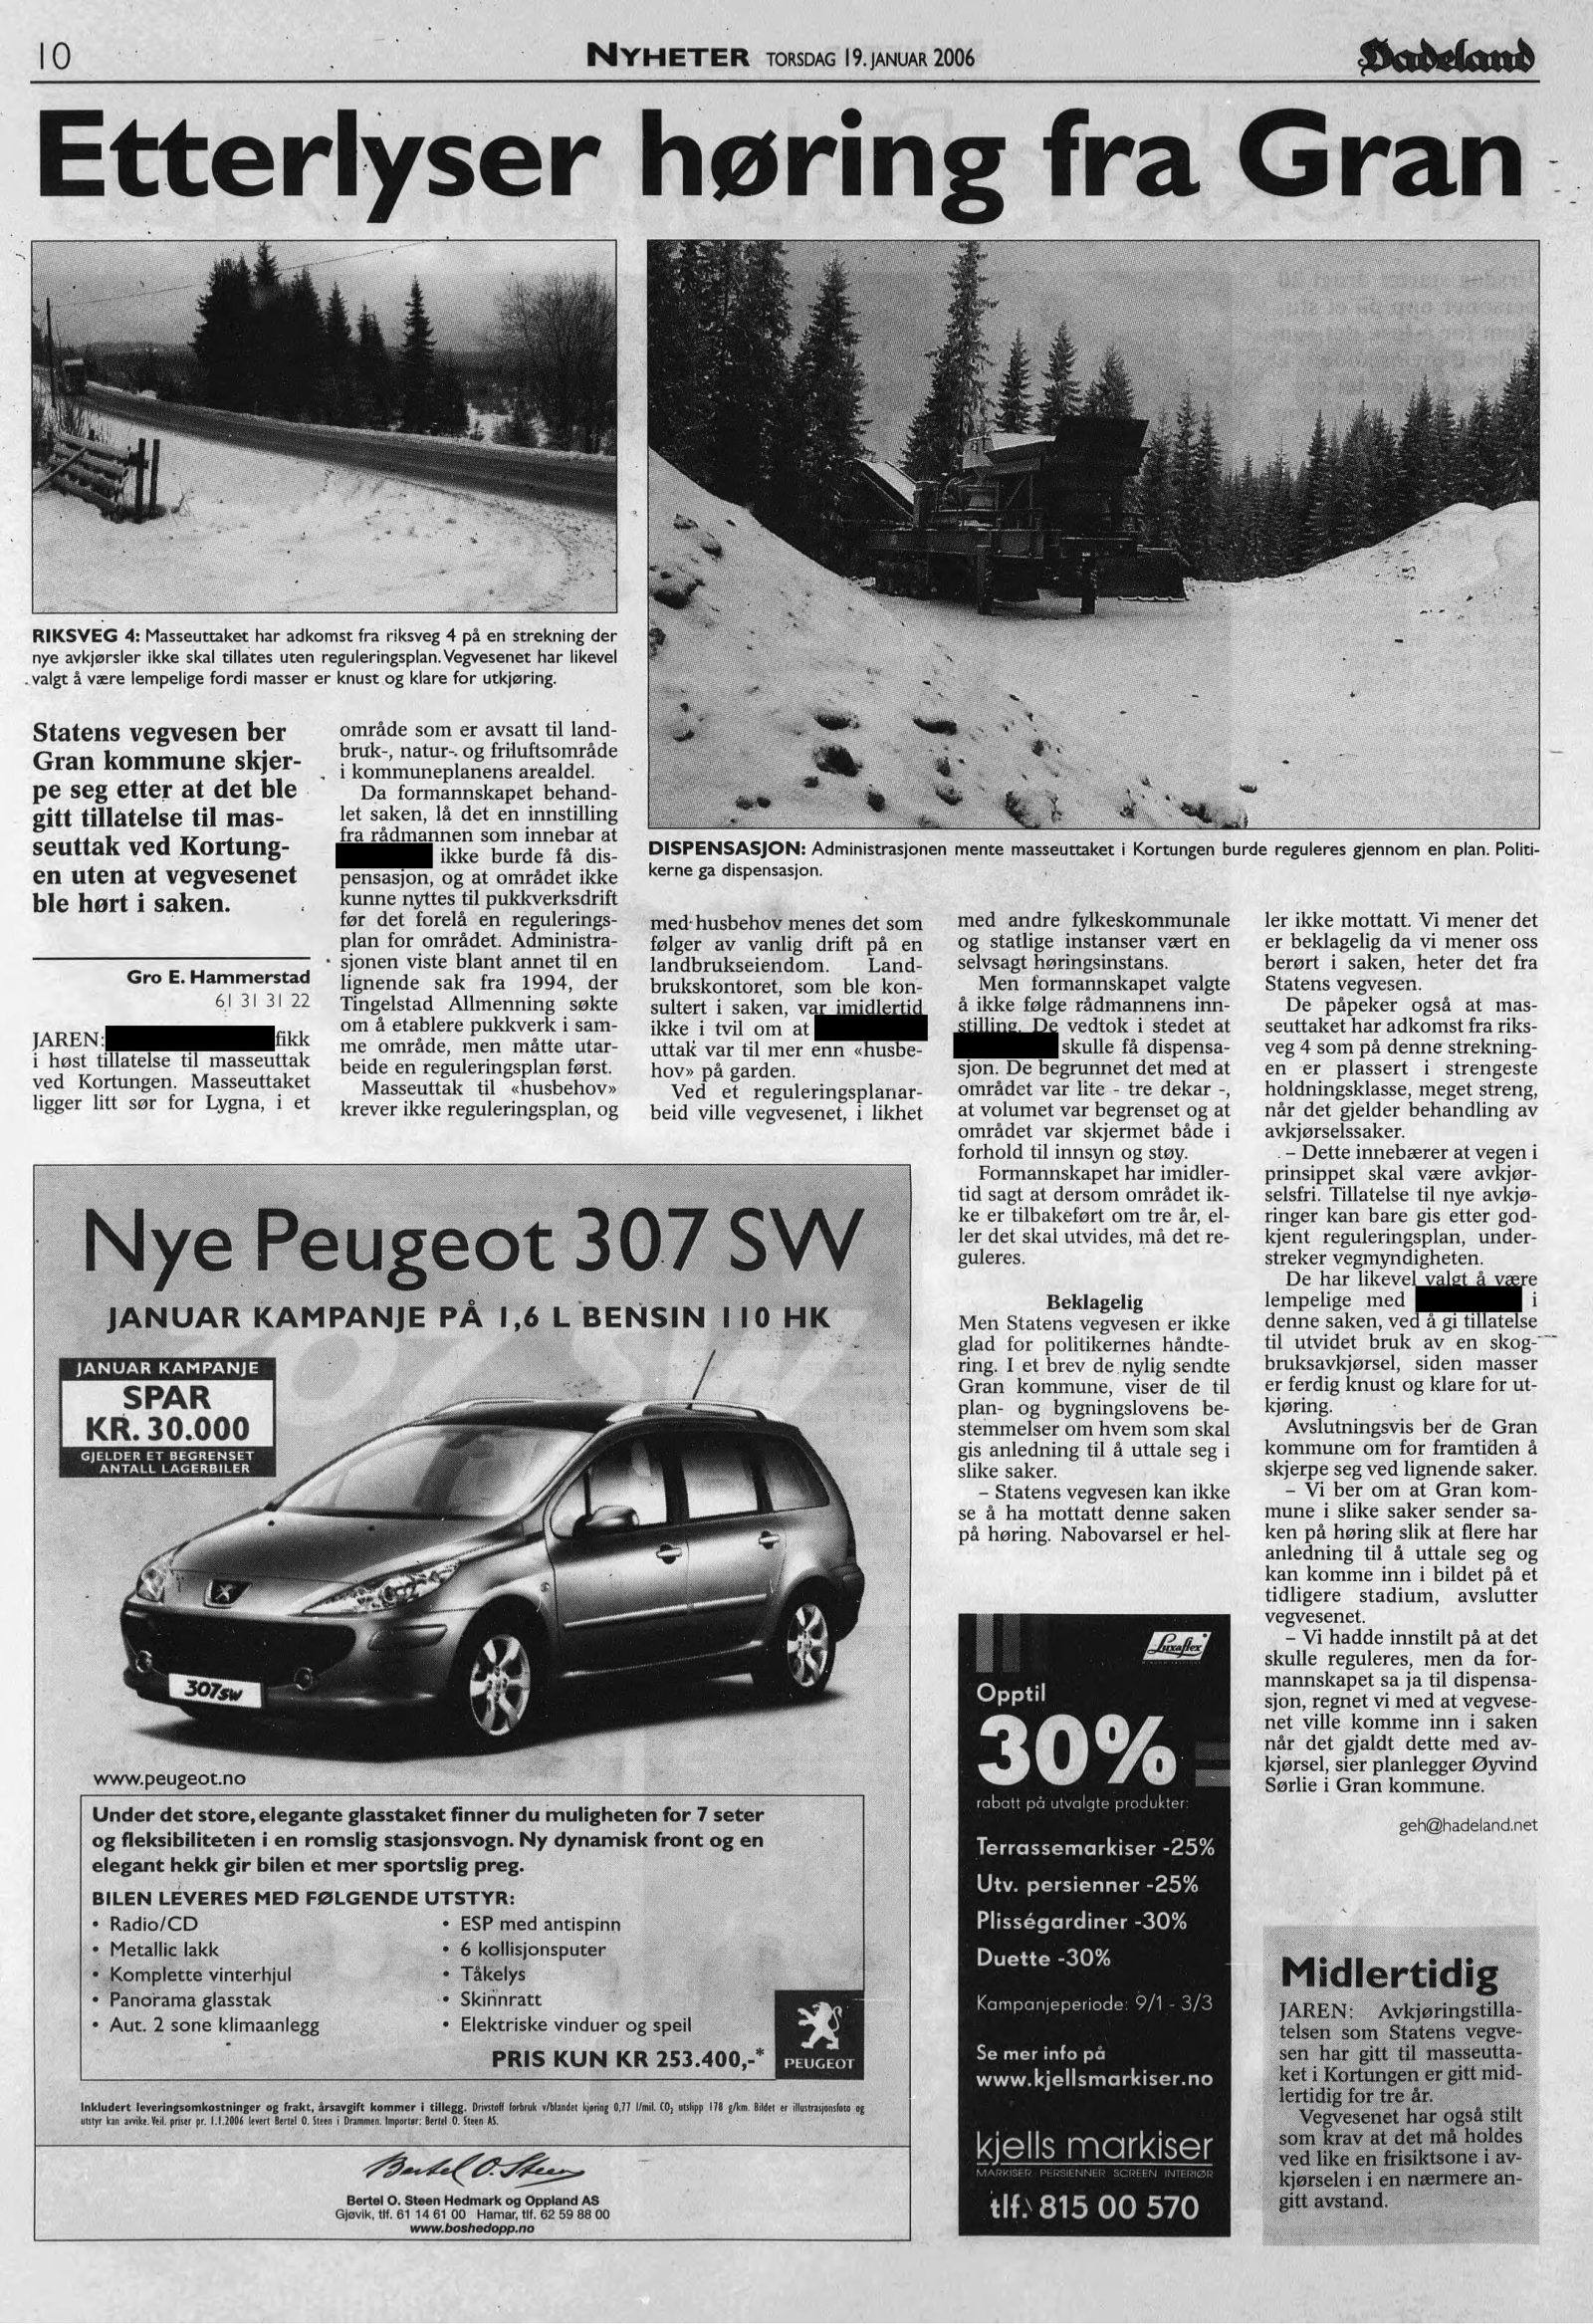 10
NYHETER TORSDAG 19. JANUAR 2006
Hadeland
Etterlyser høring fra Gran
RIKSVEG 4: Masseuttaket har adkomst fra riksveg 4 på en strekning der
nye avkjørsler ikke skal tillates uten reguleringsplan. Vegvesenet har likevel
valgt å være lempelige fordi masser er knust og klare for utkjøring.
DISPENSASJON: Administrasjonen mente masseuttaket i Kortungen burde reguleres gjennom en plan. Politi-
kerne ga dispensasjon.
Statens vegvesen ber
Gran kommune skjer-
pe seg etter at det ble
gitt tillatelse til mas-
seuttak ved Kortung-
en uten at vegvesenet
ble hørt i saken.
Gro E. Hammerstad
61 31 31 22
JAREN: fikk
i høst tillatelse til masseuttak
ved Kortungen. Masseuttaket
ligger litt sør for Lygna, i et
område som er avsatt til land-
bruk-, natur-. og friluftsområde
i kommuneplanens arealdel.
Da formannskapet behand-
let saken, lå det en innstilling
fra rådmannen som innebar at
ikke burde få dis-
pensasjon, og at området ikke
kunne nyttes til pukkverksdrift
før det forelå en regulerings-
plan for området. Administra-
sjonen viste blant annet til en
lignende sak fra 1994, der
Tingelstad Allmenning søkte
om å etablere pukkverk i sam-
me område, men måtte utar-
beide en reguleringsplan først.
Masseuttak til «husbehov»
krever ikke reguleringsplan, og
med husbehov menes det som
følger av vanlig drift på en
landbrukseiendom. Land-
brukskontoret, som ble kon-
sultert i saken, var imidlertid
ikke i tvil om at
uttak var til mer enn «husbe-
hov» på garden.
Ved et reguleringsplanar-
beid ville vegvesenet, i likhet
med andre fylkeskommunale
og statlige instanser vært en
selvsagt høringsinstans.
Men formannskapet valgte
å ikke følge rådmannens inn-
stilling. De vedtok i stedet at
skulle få dispensa-
sjon. De begrunnet det med at
området var lite - tre dekar -,
at volumet var begrenset og at
området var skjermet både i
forhold til innsyn og støy.
Formannskapet har imidler-
tid sagt at dersom området ik-
ke er tilbakeført om tre år, el-
ler det skal utvides, må det re-
guleres.
Beklagelig
Men Statens vegvesen er ikke
glad for politikernes håndte-
ring. I et brev de nylig sendte
Gran kommune, viser de til
plan- og bygningslovens be-
stemmelser om hvem som skal
gis anledning til å uttale seg i
slike saker.
– Statens vegvesen kan ikke
se å ha mottatt denne saken
på høring. Nabovarsel er hel-
ler ikke mottatt. Vi mener det
er beklagelig da vi mener oss
berørt i saken, heter det fra
Statens vegvesen.
De påpeker også at mas-
seuttaket har adkomst fra riks-
veg 4 som på denne strekning-
en er plassert i strengeste
holdningsklasse, meget streng,
når det gjelder behandling av
avkjørselssaker.
– Dette innebærer at vegen i
prinsippet skal være avkjør-
selsfri. Tillatelse til nye avkjø-
ringer kan bare gis etter god-
kjent reguleringsplan, under-
streker vegmyndigheten.
De har likevel valgt å være
lempelige med i
denne saken, ved å gi tillatelse
til utvidet bruk av en skog-
bruksavkjørsel, siden masser
er ferdig knust og klare for ut-
kjøring.
Avslutningsvis ber de Gran
kommune om for framtiden å
skjerpe seg ved lignende saker.
– Vi ber om at Gran kom-
mune i slike saker sender sa-
ken på høring slik at flere har
anledning til å uttale seg og
kan komme inn i bildet på et
tidligere stadium, avslutter
vegvesenet.
– Vi hadde innstilt på at det
skulle reguleres, men da for-
mannskapet sa ja til dispensa-
sjon, regnet vi med at vegvese-
net ville komme inn i saken
når det gjaldt dette med av-
kjørsel, sier planlegger Øyvind
Sørlie i Gran kommune.
geh@hadeland.net
Nye Peugeot 307 SW
JANUAR KAMPANJE PÅ 1,6 L BENSIN 110 HK
JANUAR KAMPANJE
SPAR
KR. 30.000
GJELDER ET BEGRENSET
ANTALL LAGERBILER
307sw
www.peugeot.no
Under det store, elegante glasstaket finner du muligheten for 7 seter
og fleksibiliteten i en romslig stasjonsvogn. Ny dynamisk front og en
elegant hekk gir bilen et mer sportslig preg.
BILEN LEVERES MED FØLGENDE UTSTYR:
• Radio/CD
• Metallic lakk
• Komplette vinterhjul
• Panorama glasstak
• Aut. 2 sone klimaanlegg
• ESP med antispinn
• 6 kollisjonsputer
• Tåkelys
• Skinnratt
• Elektriske vinduer og speil
PRIS KUN KR 253.400,-*
PEUGEOT
Inkludert leveringsomkostninger og frakt, årsavgift kommer i tillegg. Drivstoff forbruk v/blandet kjøring 0,77 l/mil. CO2 utslipp 178 g/km. Bildet er illustrasjonsfoto og
utstyr kan avvike. Veil. priser pr. 1.1.2006 levert Bertel O. Steen i Drammen. Importør: Bertel O. Steen AS.
Bertel O. Steen
Bertel O. Steen Hedmark og Oppland AS
Gjøvik, tlf. 61 14 61 00 Hamar, tlf. 62 59 88 00
www.boshedopp.no
Luxaflex
Opptil
30%
rabatt på utvalgte produkter:
Terrassemarkiser -25%
Utv. persienner -25%
Plisségardiner -30%
Duette -30%
Kampanjeperiode: 9/1 - 3/3
Se mer info på
www.kjellsmarkiser.no
kjells markiser
MARKISER PERSIENNER SCREEN INTERIØR
tlf. 815 00 570
Midlertidig
JAREN: Avkjøringstilla-
telsen som Statens vegve-
sen har gitt til masseutta-
ket i Kortungen er gitt mid-
lertidig for tre år.
Vegvesenet har også stilt
som krav at det må holdes
ved like en frisiktsone i av-
kjørselen i en nærmere an-
gitt avstand.